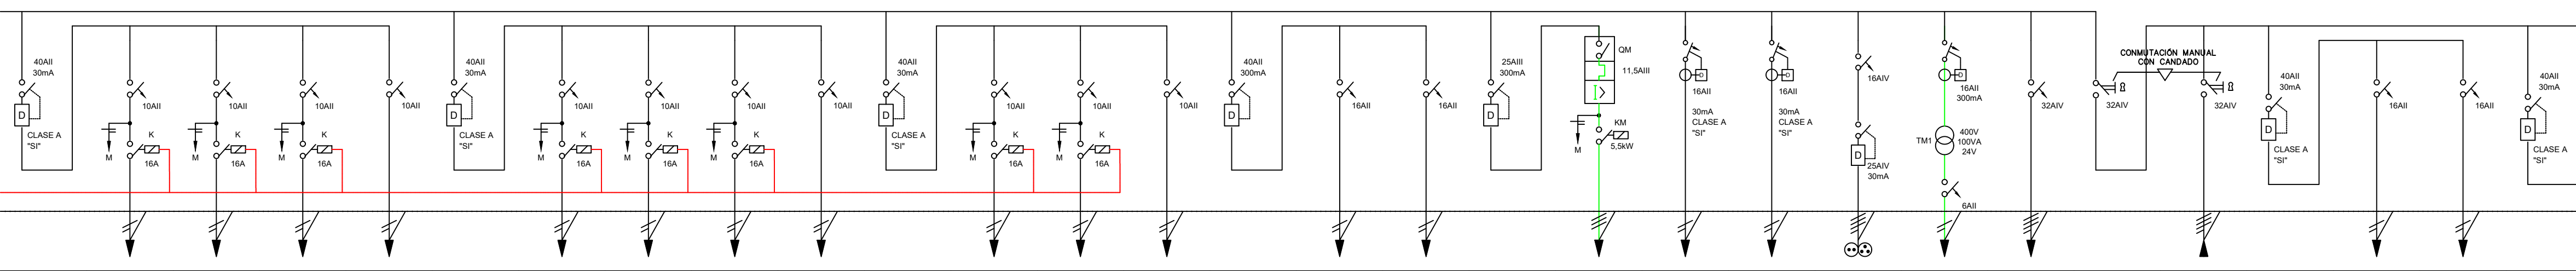 40AII
30mA
D
CLASE A
"SI"
10AII
M
K
16A
10AII
M
K
16A
10AII
M
K
16A
10AII
40AII
30mA
D
CLASE A
"SI"
10AII
M
K
16A
10AII
M
K
16A
10AII
M
K
16A
10AII
40AII
30mA
D
CLASE A
"SI"
10AII
M
K
16A
10AII
M
K
16A
10AII
40AII
300mA
D
16AII
16AII
25AIII
300mA
D
QM
11,5AIII
M
KM
5,5kW
D
16AII
30mA
CLASE A
"SI"
D
16AII
30mA
CLASE A
"SI"
16AIV
D
25AIV
30mA
D
16AII
300mA
TM1
400V
100VA
24V
6AII
32AIV
CONMUTACIÓN MANUAL
CON CANDADO
32AIV
32AIV
40AII
30mA
D
CLASE A
"SI"
16AII
16AII
40AII
30mA
D
CLASE A
"SI"